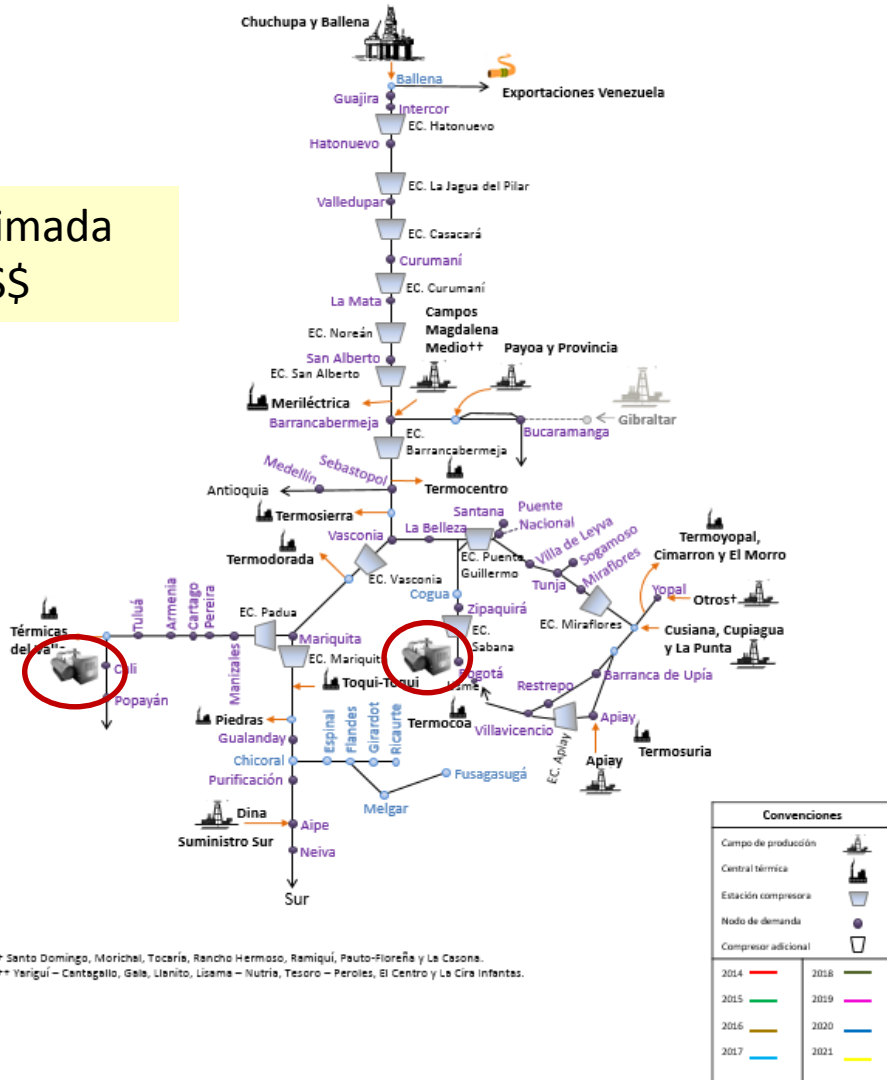 Chuchupa y Ballena
Ballena
Exportaciones Venezuela
Guajira
Intercor
EC. Hatonuevo
Hatonuevo
EC. La Jagua del Pilar
Valledupar
imada
S$
EC. Casacará
Curumaní
EC. Curumaní
La Mata
Campos
Magdalena
Medio††
EC. Noreán
Payoa y Provincia
San Alberto
EC. San Alberto
Meriléctrica
Barrancabermeja
Gibraltar
Bucaramanga
EC.
Barrancabermeja
Medellín
Sebastopol
Antioquia
Termocentro
Termosierra
Santana
Puente
Nacional
Vasconia
La Belleza
Villa de Leyva
Sogamoso
Termoyopal,
Cimarron y El Morro
Termodorada
EC. Vasconia
EC. Puente
Guillermo
Tunja
Miraflores
Yopal
Otros†
Cogua
EC. Miraflores
Zipaquirá
Térmicas
del Valle
Tuluá
Armenia
Cartago
Pereira
EC. Padua
Mariquita
EC.
Sabana
Cusiana, Cupiagua
y La Punta
Cali
Manizales
EC. Mariquita
Bogotá
Usme
Barranca de Upía
Popayán
Toqui-Toqui
Restrepo
Piedras
Termocoa
Villavicencio
Apiay
Gualanday
Espinal
Flandes
Girardot
Ricaurte
EC. Apiay
Termosuria
Chicoral
Fusagasugá
Apiay
Purificación
Melgar
Dina
Suministro Sur
Aipe
Neiva
Sur
Convenciones
Campo de producción
Central térmica
Estación compresora
Nodo de demanda
Compresor adicional
2014
2018
2015
2019
2016
2020
2017
2021
† Santo Domingo, Morichal, Tocaría, Rancho Hermoso, Ramiquí, Pauto-Floreña y La Casona.
†† Yariguí – Cantagallo, Gala, Llanito, Lisama – Nutria, Tesoro – Peroles, El Centro y La Cira Infantas.